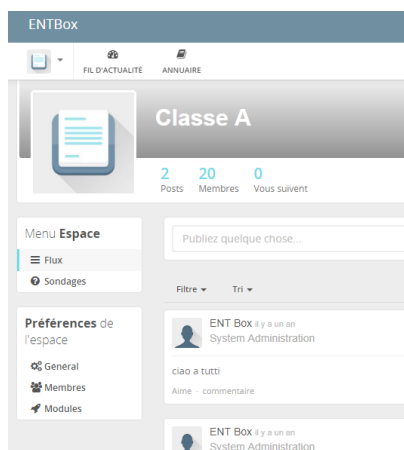 ENTBox
FIL D'ACTUALITÉ ANNUAIRE
Classe A
2 20 0
Posts Membres Vous suivent
Menu Espace
Flux
Sondages
Préférences de
l'espace
Général
Membres
Modules
Publiez quelque chose...
Filtre Tri
ENT Box il y a un an
System Administration
ciao a tutti
Aime · commentaire
ENT Box il y a un an
System Administration